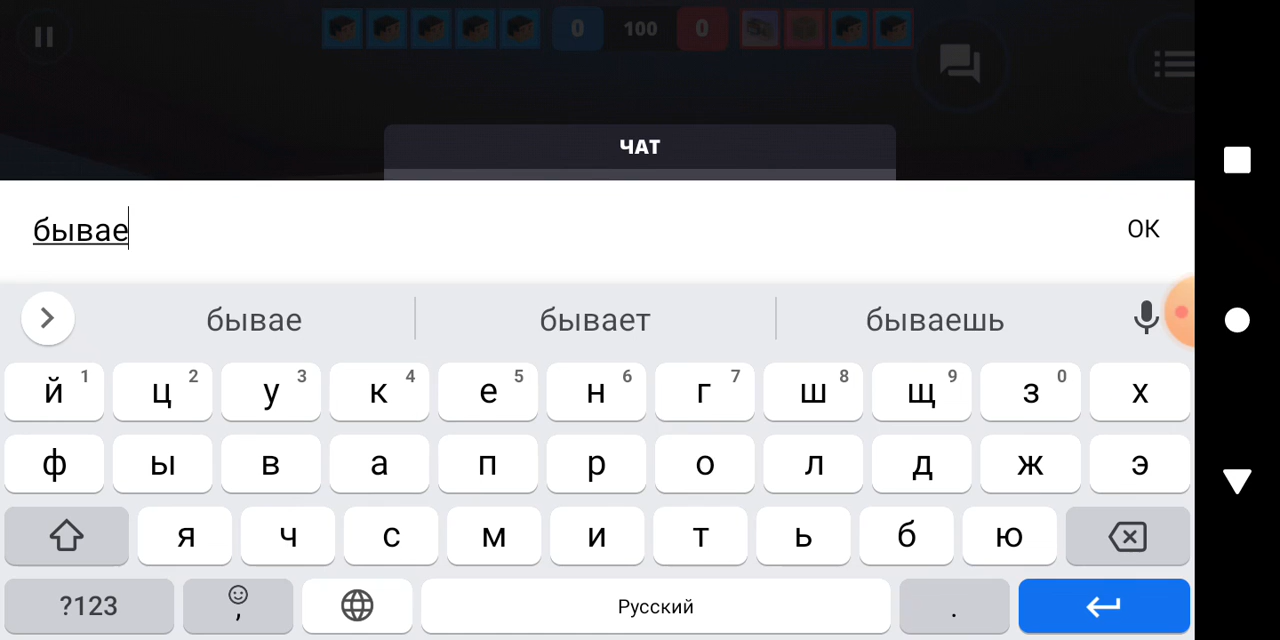 0 100 0
ЧАТ
бывае
ОК
бывае бывает бываешь
й 1 ц 2 у 3 к 4 е 5 н 6 г 7 ш 8 щ 9 з 0 х
ф ы в а п р о л д ж э
я ч с м и т ь б ю
?123 , Русский .